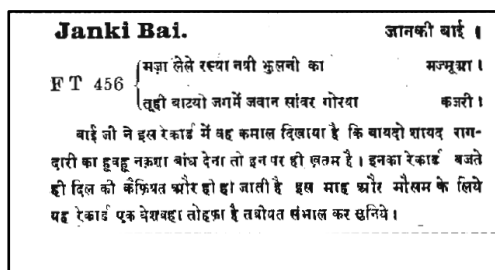 Janki Bai. जानकी बाई ।
मज़ा लेले रस्या नयी झुलनी का मज्मूआ ।
FT 456
तूही बाटयो जगमें जवान सांवर गोरया कजरी ।
बाई जी ने इस रेकार्ड में वह कमाल दिखाया है कि बायदो शायद राग-
दारी का हूबहू नक़शा बांध देना तो इन पर ही ख़तम है । इनका रेकार्ड बजते
ही दिल की कैफ़ियत और ही हो जाती है इस माह और मौसम के लिये
यह रेकार्ड एक बेशबहा तोहफ़ा है तबीयत संभाल कर सुनिये ।